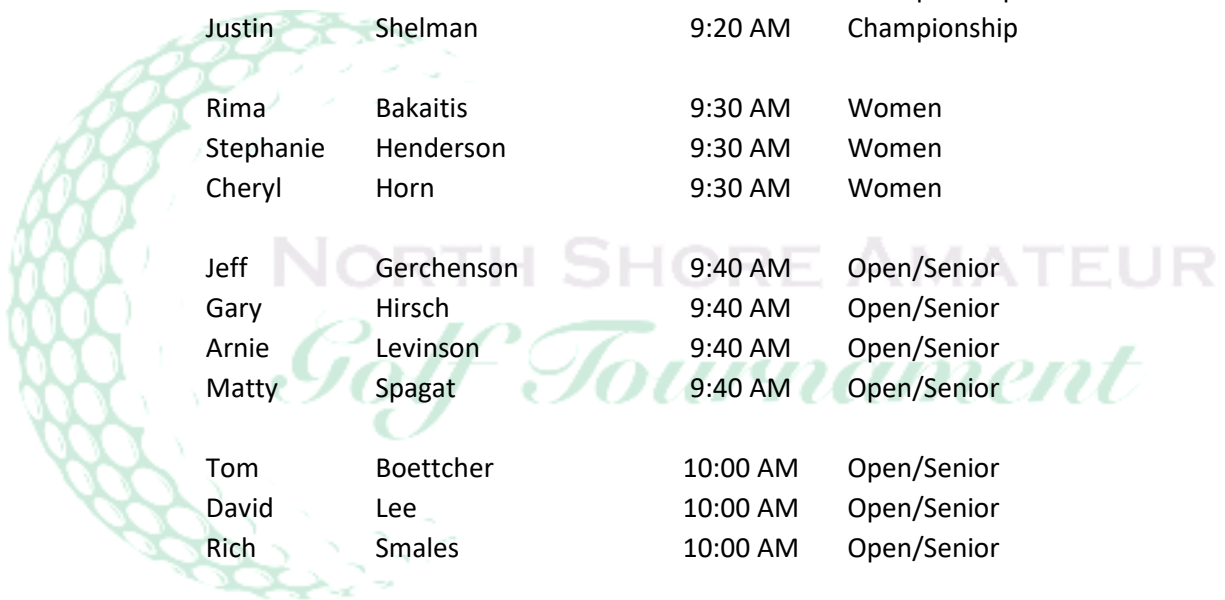 Justin Shelman 9:20 AM Championship
Rima Bakaitis 9:30 AM Women
Stephanie Henderson 9:30 AM Women
Cheryl Horn 9:30 AM Women
NORTH SHORE AMATEUR
Jeff Gerchenson 9:40 AM Open/Senior
Gary Hirsch 9:40 AM Open/Senior
Golf Tournament
Arnie Levinson 9:40 AM Open/Senior
Matty Spagat 9:40 AM Open/Senior
Tom Boettcher 10:00 AM Open/Senior
David Lee 10:00 AM Open/Senior
Rich Smales 10:00 AM Open/Senior